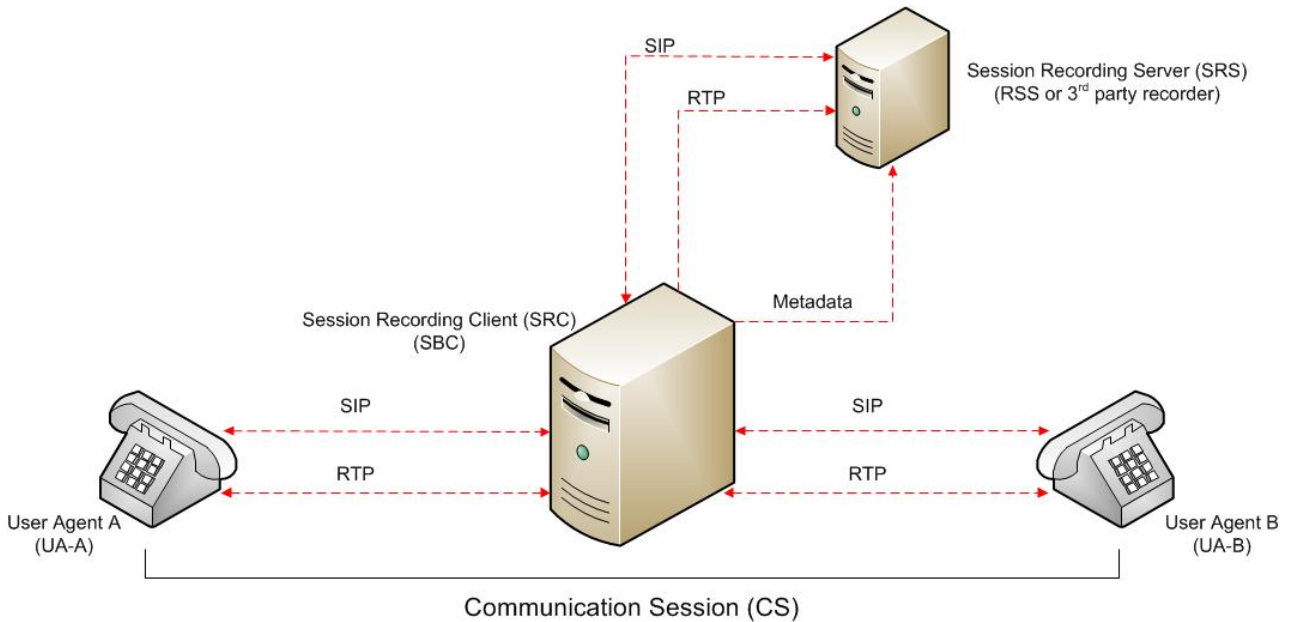 SIP
Session Recording Server (SRS)
(RSS or 3rd party recorder)
RTP
Metadata
Session Recording Client (SRC)
(SBC)
SIP
SIP
RTP
RTP
User Agent A
(UA-A)
User Agent B
(UA-B)
Communication Session (CS)